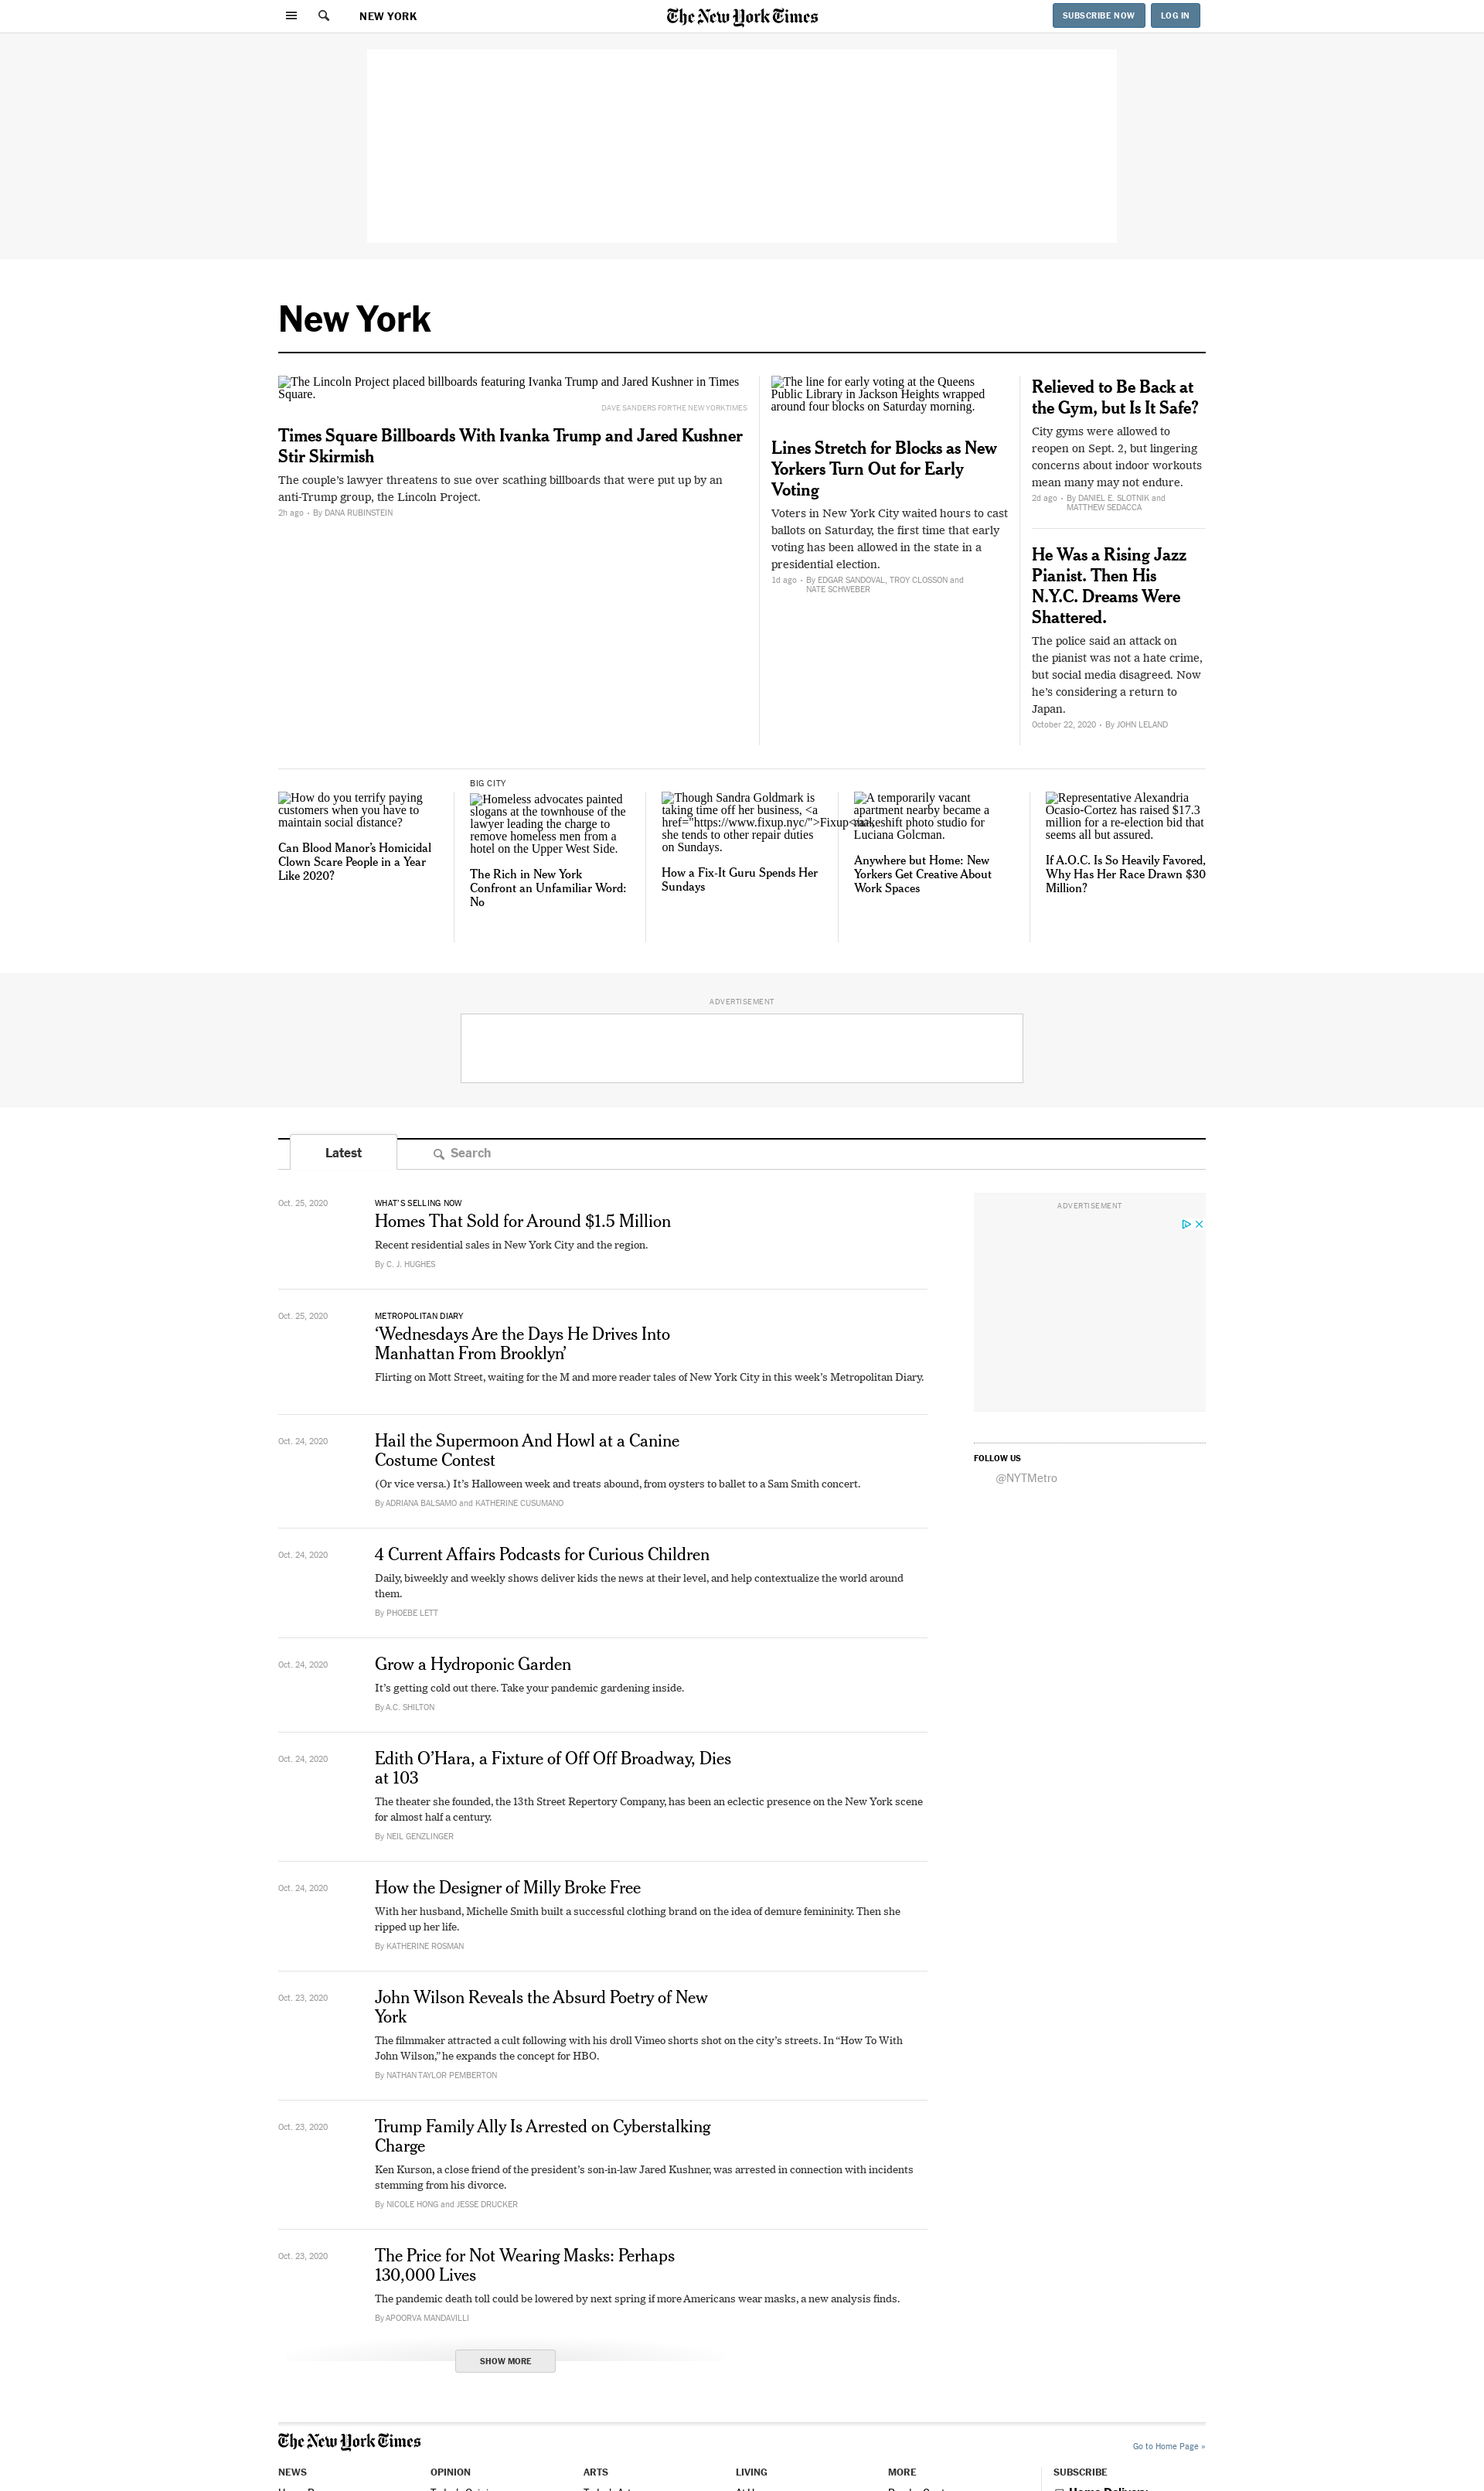 NEW YORK
The New York Times
SUBSCRIBE NOW
LOG IN
New York
The Lincoln Project placed billboards featuring Ivanka Trump and Jared Kushner in Times
Square.
DAVE SANDERS FOR THE NEW YORK TIMES
Times Square Billboards With Ivanka Trump and Jared Kushner
Stir Skirmish
The couple’s lawyer threatens to sue over scathing billboards that were put up by an
anti-Trump group, the Lincoln Project.
2h ago • By DANA RUBINSTEIN
The line for early voting at the Queens
Public Library in Jackson Heights wrapped
around four blocks on Saturday morning.
Lines Stretch for Blocks as New
Yorkers Turn Out for Early
Voting
Voters in New York City waited hours to cast
ballots on Saturday, the first time that early
voting has been allowed in the state in a
presidential election.
1d ago • By EDGAR SANDOVAL, TROY CLOSSON and
NATE SCHWEBER
Relieved to Be Back at
the Gym, but Is It Safe?
City gyms were allowed to
reopen on Sept. 2, but lingering
concerns about indoor workouts
mean many may not endure.
2d ago • By DANIEL E. SLOTNIK and
MATTHEW SEDACCA
He Was a Rising Jazz
Pianist. Then His
N.Y.C. Dreams Were
Shattered.
The police said an attack on
the pianist was not a hate crime,
but social media disagreed. Now
he’s considering a return to
Japan.
October 22, 2020 • By JOHN LELAND
How do you terrify paying
customers when you have to
maintain social distance?
Can Blood Manor’s Homicidal
Clown Scare People in a Year
Like 2020?
BIG CITY
Homeless advocates painted
slogans at the townhouse of the
lawyer leading the charge to
remove homeless men from a
hotel on the Upper West Side.
The Rich in New York
Confront an Unfamiliar Word:
No
Though Sandra Goldmark is
taking time off her business, <a
href="https://www.fixup.nyc/">Fixup</a>,
she tends to other repair duties
on Sundays.
How a Fix-It Guru Spends Her
Sundays
A temporarily vacant
apartment nearby became a
makeshift photo studio for
Luciana Golcman.
Anywhere but Home: New
Yorkers Get Creative About
Work Spaces
Representative Alexandria
Ocasio-Cortez has raised $17.3
million for a re-election bid that
seems all but assured.
If A.O.C. Is So Heavily Favored,
Why Has Her Race Drawn $30
Million?
ADVERTISEMENT
Latest
Search
Oct. 25, 2020
WHAT’S SELLING NOW
Homes That Sold for Around $1.5 Million
Recent residential sales in New York City and the region.
By C. J. HUGHES
Oct. 25, 2020
METROPOLITAN DIARY
‘Wednesdays Are the Days He Drives Into
Manhattan From Brooklyn’
Flirting on Mott Street, waiting for the M and more reader tales of New York City in this week’s Metropolitan Diary.
Oct. 24, 2020
Hail the Supermoon And Howl at a Canine
Costume Contest
(Or vice versa.) It’s Halloween week and treats abound, from oysters to ballet to a Sam Smith concert.
By ADRIANA BALSAMO and KATHERINE CUSUMANO
Oct. 24, 2020
4 Current Affairs Podcasts for Curious Children
Daily, biweekly and weekly shows deliver kids the news at their level, and help contextualize the world around
them.
By PHOEBE LETT
Oct. 24, 2020
Grow a Hydroponic Garden
It’s getting cold out there. Take your pandemic gardening inside.
By A.C. SHILTON
Oct. 24, 2020
Edith O’Hara, a Fixture of Off Off Broadway, Dies
at 103
The theater she founded, the 13th Street Repertory Company, has been an eclectic presence on the New York scene
for almost half a century.
By NEIL GENZLINGER
Oct. 24, 2020
How the Designer of Milly Broke Free
With her husband, Michelle Smith built a successful clothing brand on the idea of demure femininity. Then she
ripped up her life.
By KATHERINE ROSMAN
Oct. 23, 2020
John Wilson Reveals the Absurd Poetry of New
York
The filmmaker attracted a cult following with his droll Vimeo shorts shot on the city’s streets. In “How To With
John Wilson,” he expands the concept for HBO.
By NATHAN TAYLOR PEMBERTON
Oct. 23, 2020
Trump Family Ally Is Arrested on Cyberstalking
Charge
Ken Kurson, a close friend of the president’s son-in-law Jared Kushner, was arrested in connection with incidents
stemming from his divorce.
By NICOLE HONG and JESSE DRUCKER
Oct. 23, 2020
The Price for Not Wearing Masks: Perhaps
130,000 Lives
The pandemic death toll could be lowered by next spring if more Americans wear masks, a new analysis finds.
By APOORVA MANDAVILLI
SHOW MORE
ADVERTISEMENT
FOLLOW US
@NYTMetro
The New York Times
Go to Home Page »
NEWS
OPINION
ARTS
LIVING
MORE
SUBSCRIBE